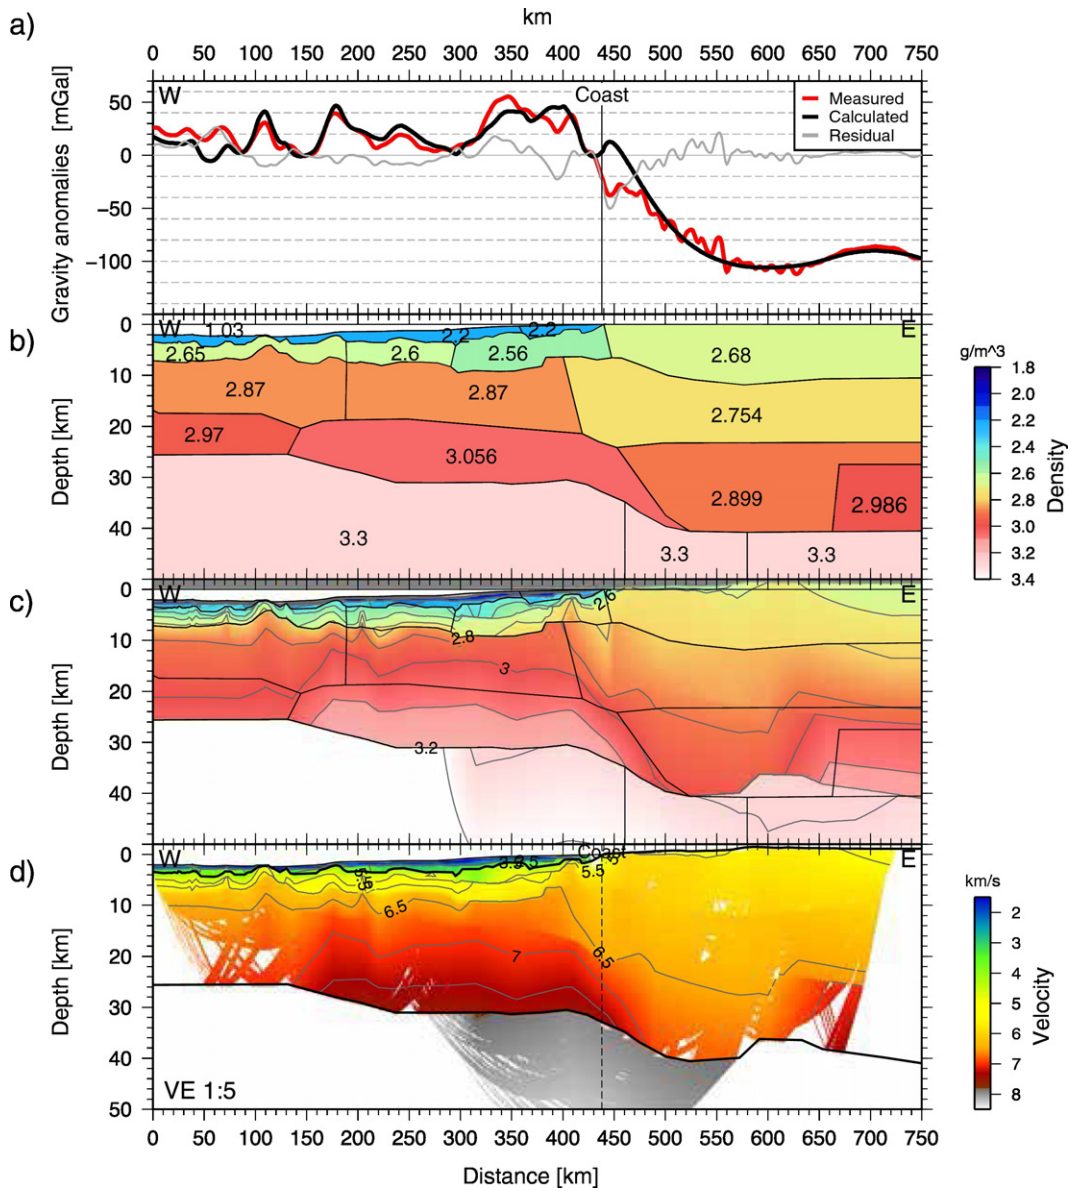 km
a)
0 50 100 150 200 250 300 350 400 450 500 550 600 650 700 750
W
Coast
Measured
Calculated
Residual
50
0
−50
−100
Gravity anomalies [mGal]
b)
W
E
1.03
2.2
2.2
2.65
2.6
2.56
2.68
2.87
2.87
2.754
2.97
3.056
2.899
2.986
3.3
3.3
3.3
0
10
20
30
40
Depth [km]
g/m^3
1.8
2.0
2.2
2.4
2.6
2.8
3.0
3.2
3.4
Density
c)
W
E
2.6
2.8
3
3.2
0
10
20
30
40
Depth [km]
d)
W
E
Coast
5.5
5.5
6.5
6.5
7
0
10
20
30
40
50
Depth [km]
VE 1:5
km/s
2
3
4
5
6
7
8
Velocity
0 50 100 150 200 250 300 350 400 450 500 550 600 650 700 750
Distance [km]